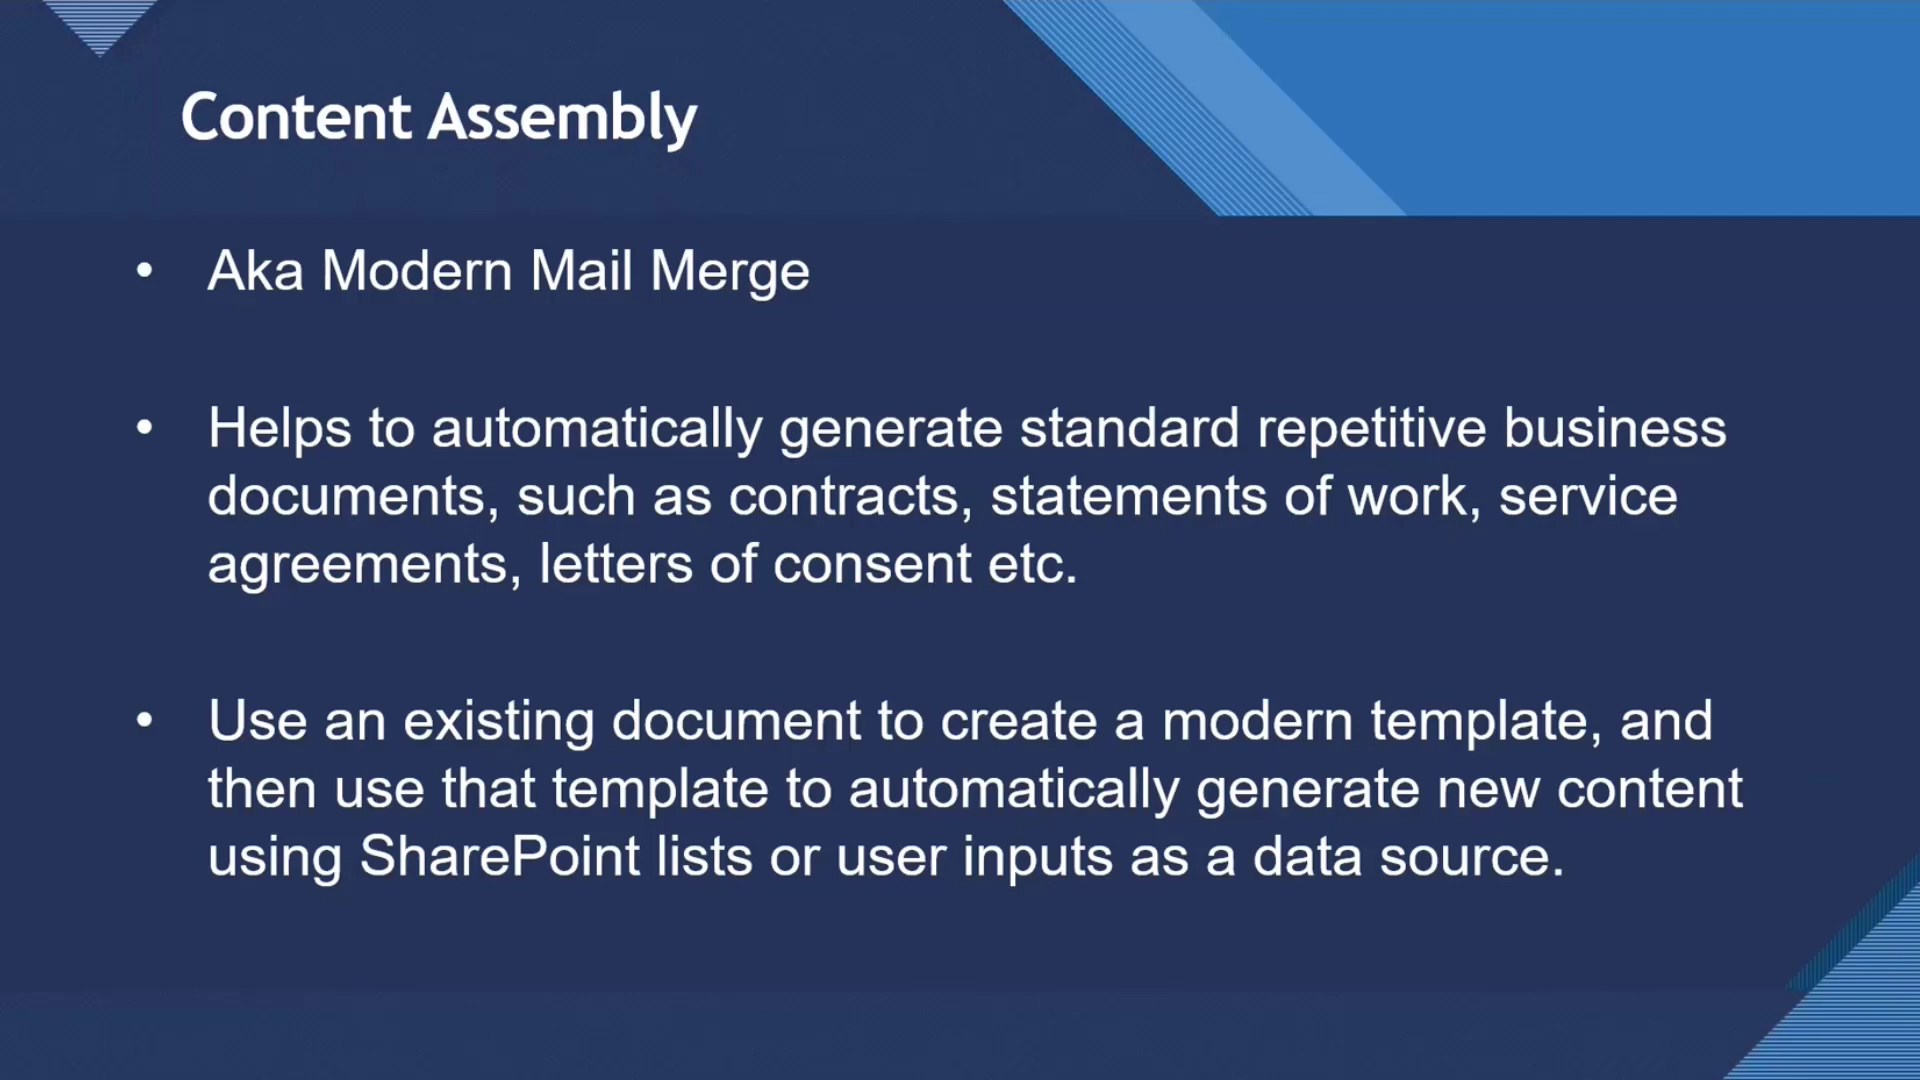 Content Assembly
• Aka Modern Mail Merge
• Helps to automatically generate standard repetitive business
documents, such as contracts, statements of work, service
agreements, letters of consent etc.
• Use an existing document to create a modern template, and
then use that template to automatically generate new content
using SharePoint lists or user inputs as a data source.